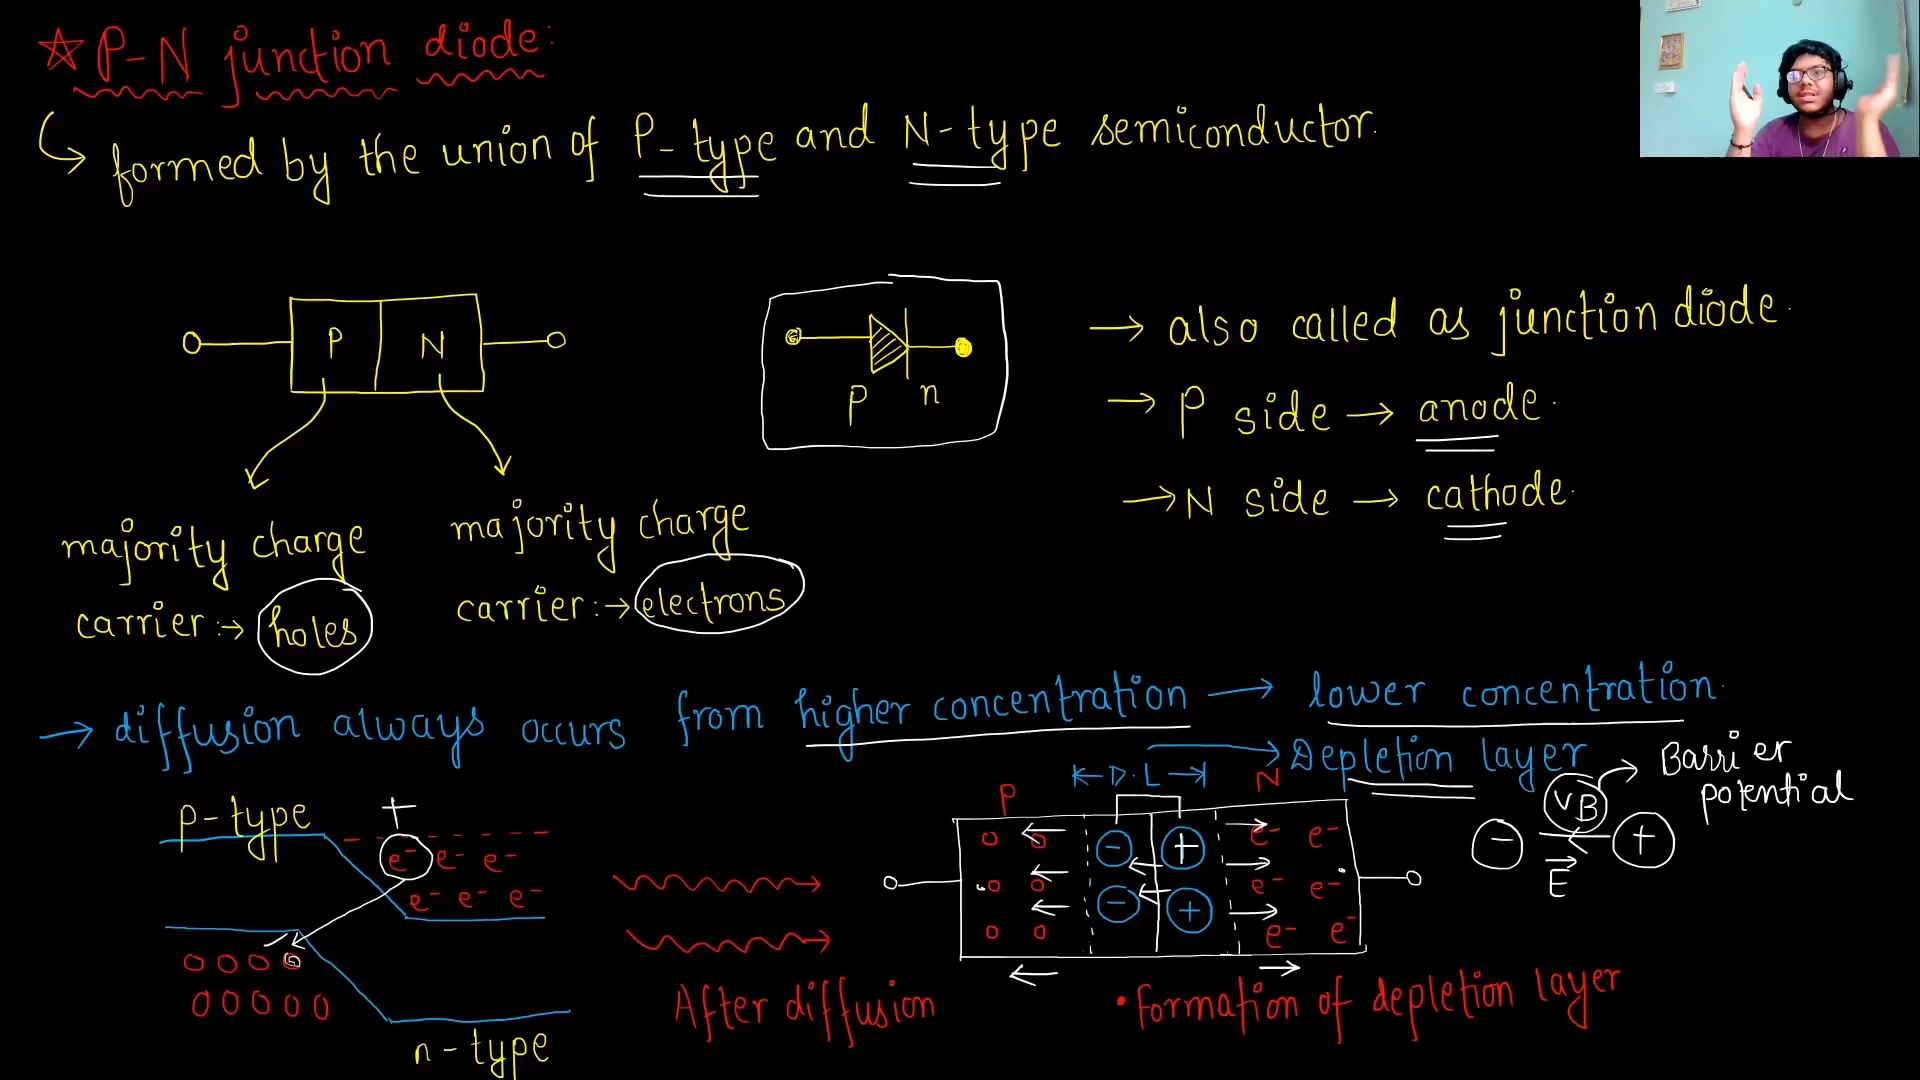 ☆ P-N junction diode:
↳ formed by the union of P-type and N-type semiconductor.
P N
P n
→ also called as junction diode.
→ P side → anode.
→ N side → cathode.
majority charge
carrier :→ holes
majority charge
carrier :→ electrons
→ diffusion always occurs from higher concentration → lower concentration.
D.L → Depletion layer
VB → Barrier
potential
P N
p-type
+
- - - - - - -
e- e- e-
e- e- e-
o o o o
o o o o o
n-type
o o - + e- e-
o o - + e- e-
o o e- e-
- +
E
After diffusion
• Formation of depletion layer